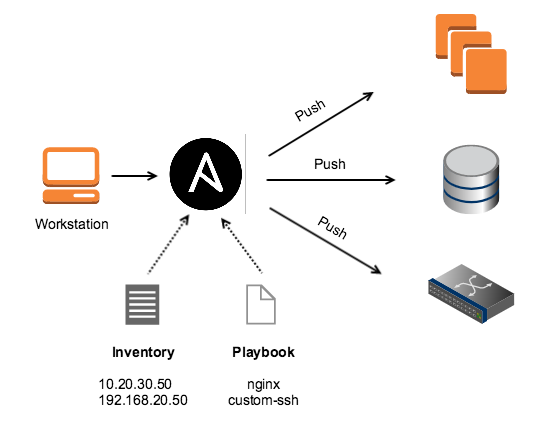 Push
Push
Push
Workstation
Inventory
10.20.30.50
192.168.20.50
Playbook
nginx
custom-ssh